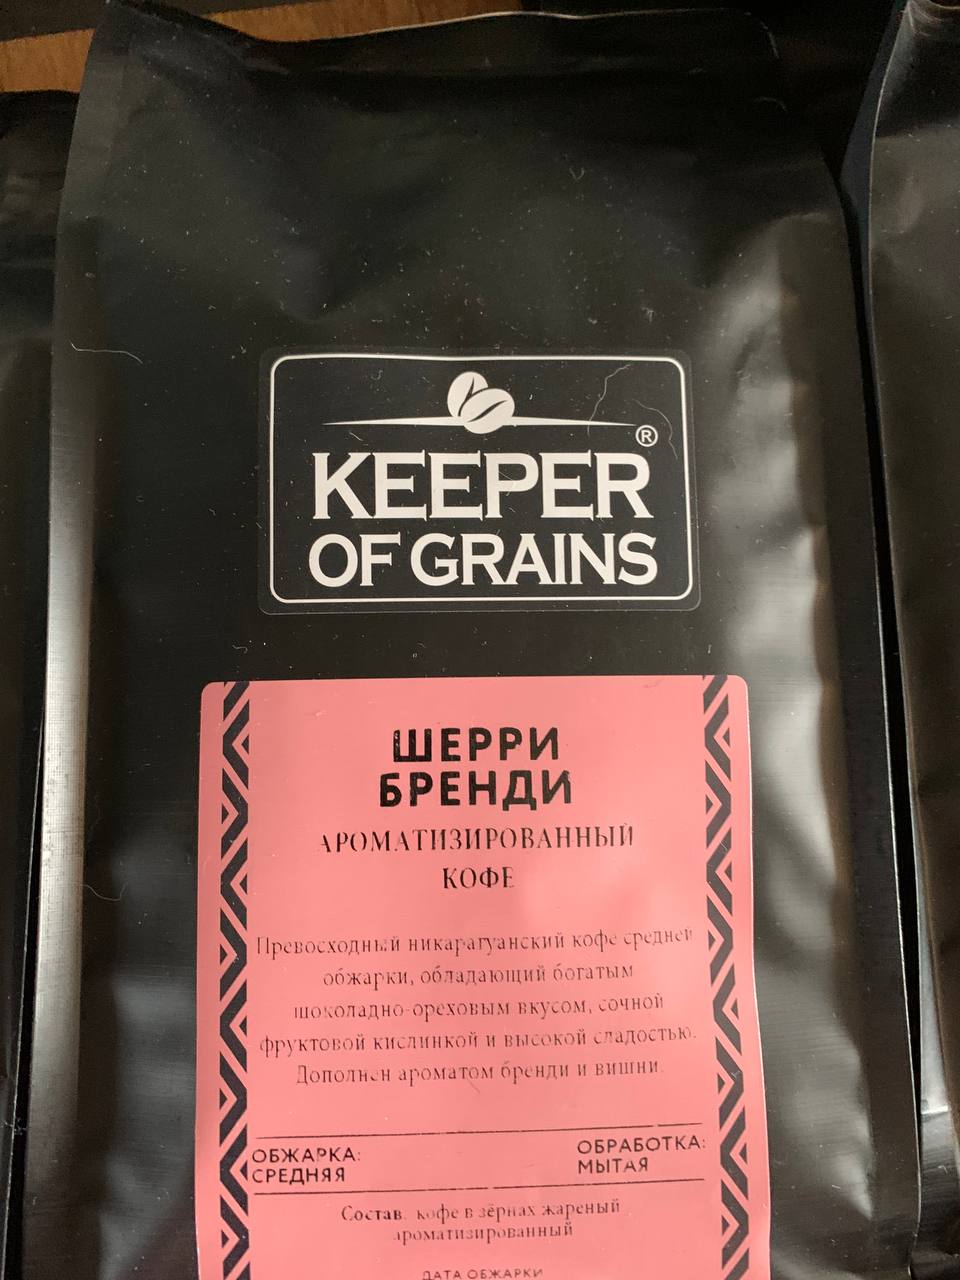 ®
KEEPER
OF GRAINS
ШЕРРИ
БРЕНДИ
АРОМАТИЗИРОВАННЫЙ
КОФЕ
Превосходный никарагуанский кофе средней
обжарки, обладающий богатым
шоколадно-ореховым вкусом, сочной
фруктовой кислинкой и высокой сладостью.
Дополнен ароматом бренди и вишни.
ОБЖАРКА:
СРЕДНЯЯ
ОБРАБОТКА:
МЫТАЯ
Состав: кофе в зёрнах жареный
ароматизированный
ДАТА ОБЖАРКИ